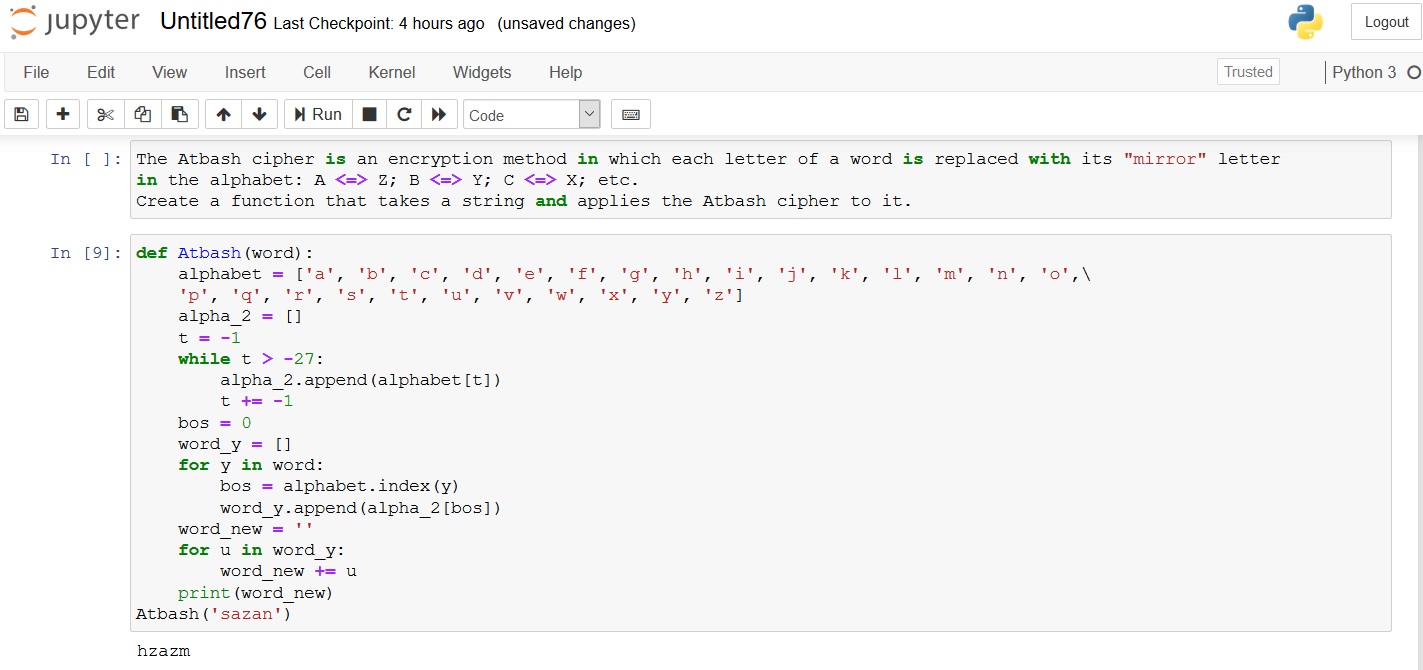 jupyter Untitled76 Last Checkpoint: 4 hours ago (unsaved changes) Logout
File Edit View Insert Cell Kernel Widgets Help Trusted Python 3
Run Code
In [ ]: The Atbash cipher is an encryption method in which each letter of a word is replaced with its "mirror" letter
in the alphabet: A <=> Z; B <=> Y; C <=> X; etc.
Create a function that takes a string and applies the Atbash cipher to it.
In [9]: def Atbash(word):
    alphabet = ['a', 'b', 'c', 'd', 'e', 'f', 'g', 'h', 'i', 'j', 'k', 'l', 'm', 'n', 'o',\
    'p', 'q', 'r', 's', 't', 'u', 'v', 'w', 'x', 'y', 'z']
    alpha_2 = []
    t = -1
    while t > -27:
        alpha_2.append(alphabet[t])
        t += -1
    bos = 0
    word_y = []
    for y in word:
        bos = alphabet.index(y)
        word_y.append(alpha_2[bos])
    word_new = ''
    for u in word_y:
        word_new += u
    print(word_new)
Atbash('sazan')
hzazm